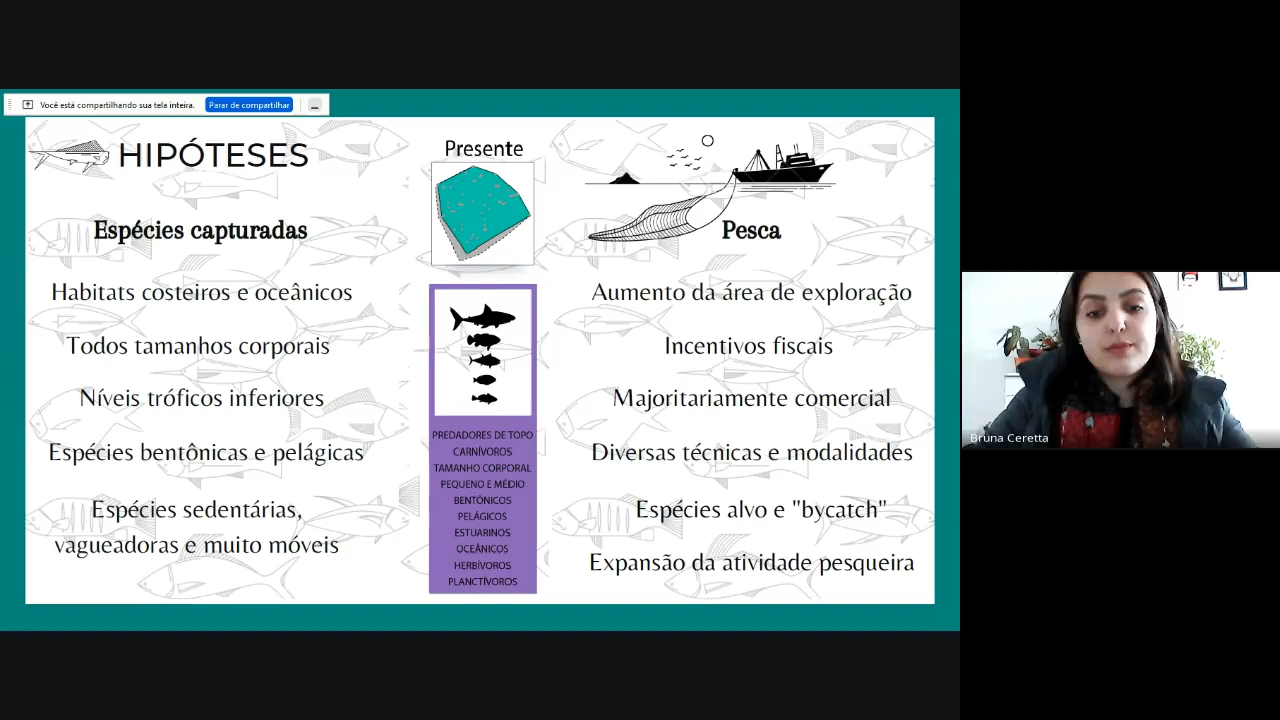 Você está compartilhando sua tela inteira.
Parar de compartilhar
HIPÓTESES
Espécies capturadas
Habitats costeiros e oceânicos
Todos tamanhos corporais
Níveis tróficos inferiores
Espécies bentônicas e pelágicas
Espécies sedentárias,
vagueadoras e muito móveis
Presente
PREDADORES DE TOPO
CARNÍVOROS
TAMANHO CORPORAL
PEQUENO E MÉDIO
BENTÔNICOS
PELÁGICOS
ESTUARINOS
OCEÂNICOS
HERBÍVOROS
PLANCTÍVOROS
Pesca
Aumento da área de exploração
Incentivos fiscais
Majoritariamente comercial
Diversas técnicas e modalidades
Espécies alvo e "bycatch"
Expansão da atividade pesqueira
Bruna Ceretta